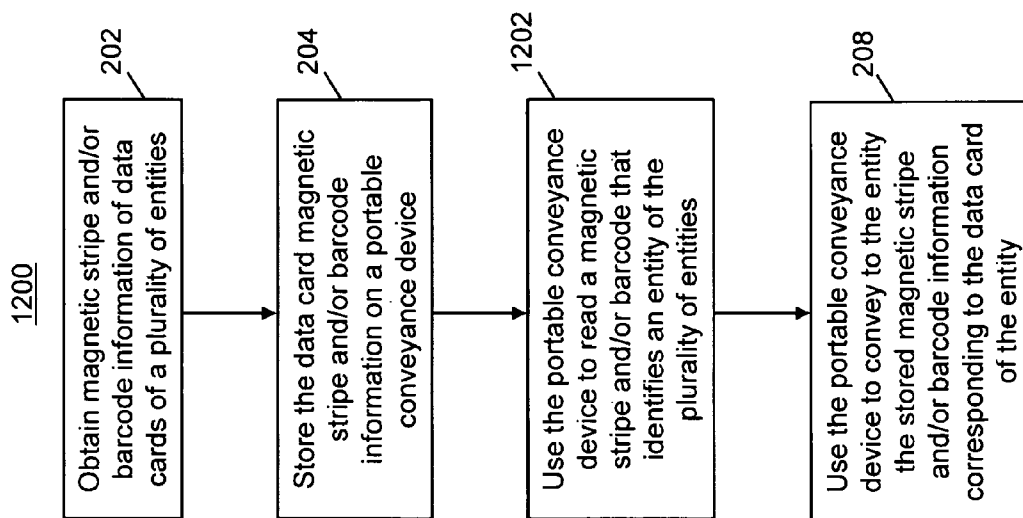 1200
202
Obtain magnetic stripe and/or
barcode information of data
cards of a plurality of entities
204
Store the data card magnetic
stripe and/or barcode
information on a portable
conveyance device
1202
Use the portable conveyance
device to read a magnetic
stripe and/or barcode that
identifies an entity of the
plurality of entities
208
Use the portable conveyance
device to convey to the entity
the stored magnetic stripe
and/or barcode information
corresponding to the data card
of the entity